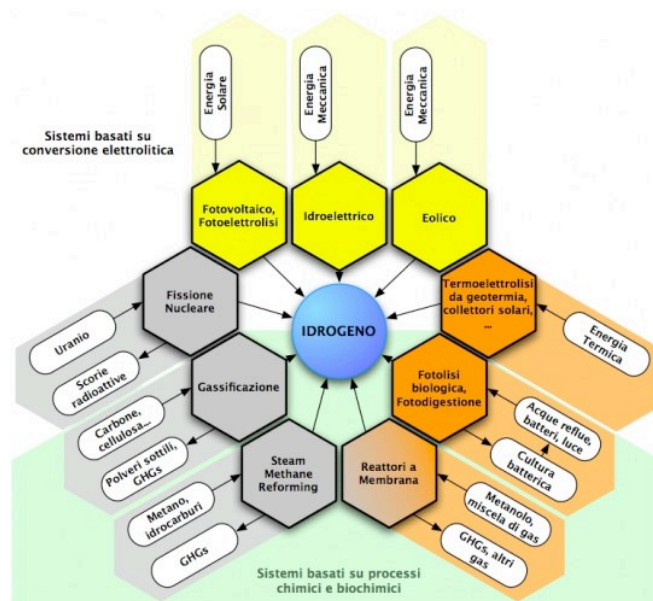 Energia
Solare
Energia
Meccanica
Energia
Meccanica
Sistemi basati su
conversione elettrolitica
Fotovoltaico,
Fotoelettrolisi
Idroelettrico
Eolico
Fissione
Nucleare
Termoelettrolisi
da geotermia,
collettori solari,
...
IDROGENO
Uranio
Energia
Termica
Scorie
radioattive
Gassificazione
Fotolisi
biologica,
Fotodigestione
Carbone,
cellulosa...
Acque reflue,
batteri, luce
Polveri sottili,
GHGs
Cultura
batterica
Steam
Methane
Reforming
Reattori a
Membrana
Metano,
idrocarburi
Metanolo,
miscela di gas
GHGs
GHGs, altri
gas
Sistemi basati su processi
chimici e biochimici